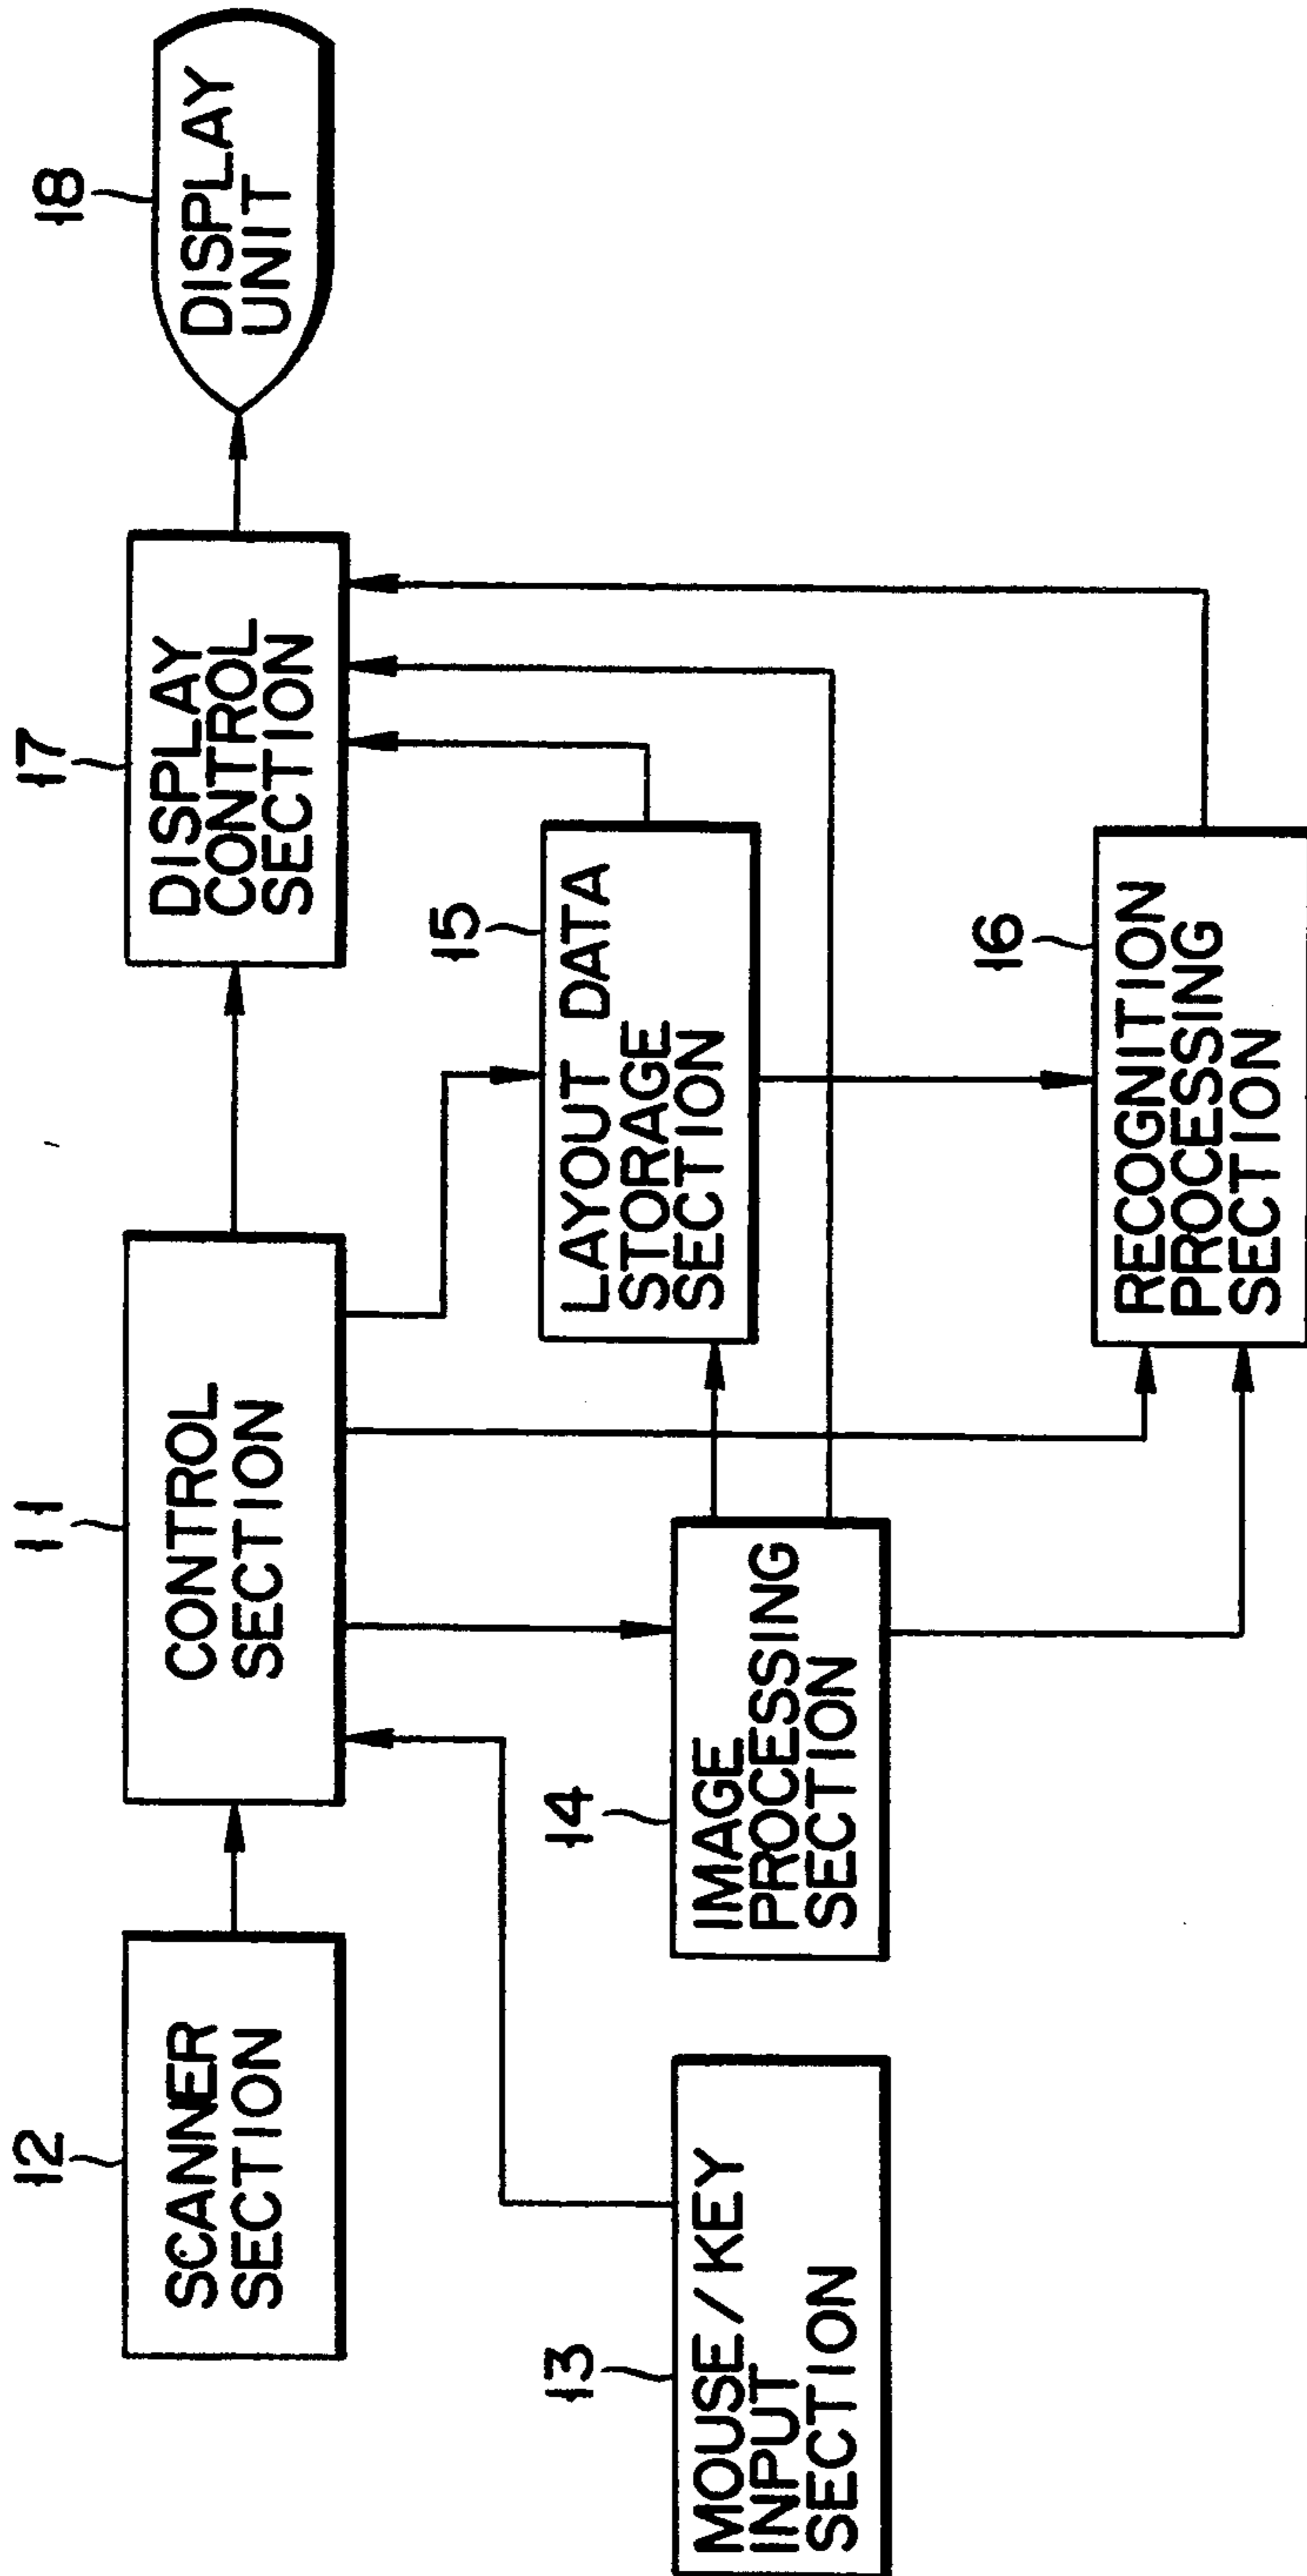 12
SCANNER
SECTION
11
CONTROL
SECTION
17
DISPLAY
CONTROL
SECTION
18
DISPLAY
UNIT
13
MOUSE/KEY
INPUT
SECTION
14
IMAGE
PROCESSING
SECTION
15
LAYOUT DATA
STORAGE
SECTION
16
RECOGNITION
PROCESSING
SECTION